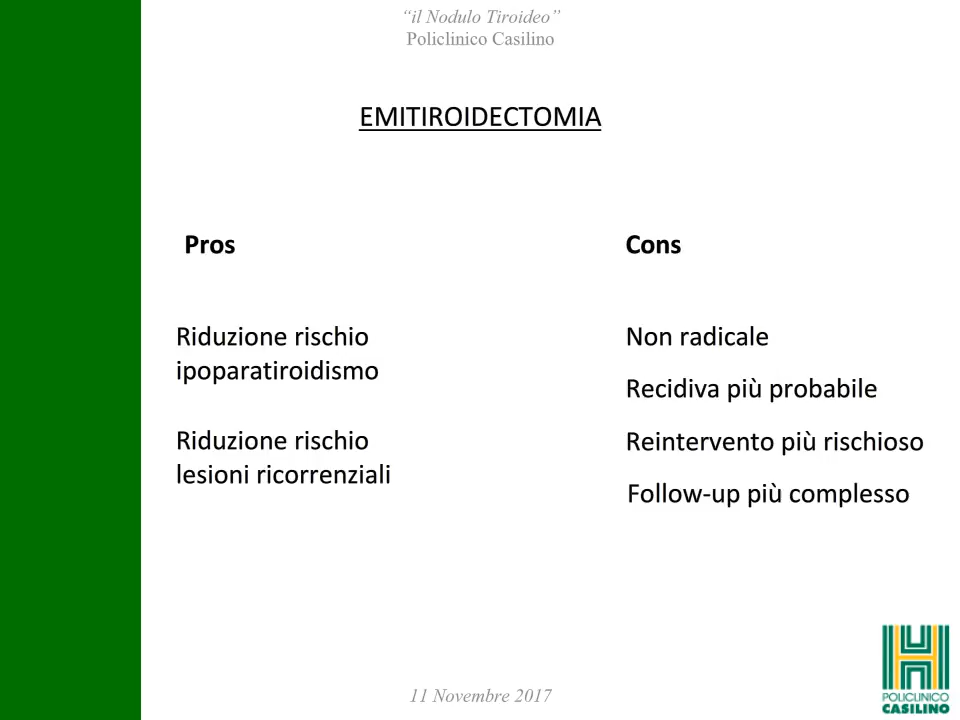 “il Nodulo Tiroideo”
Policlinico Casilino
EMITIROIDECTOMIA
Pros
Riduzione rischio
ipoparatiroidismo
Riduzione rischio
lesioni ricorrenziali
Cons
Non radicale
Recidiva più probabile
Reintervento più rischioso
Follow-up più complesso
11 Novembre 2017
POLICLINICO
CASILINO